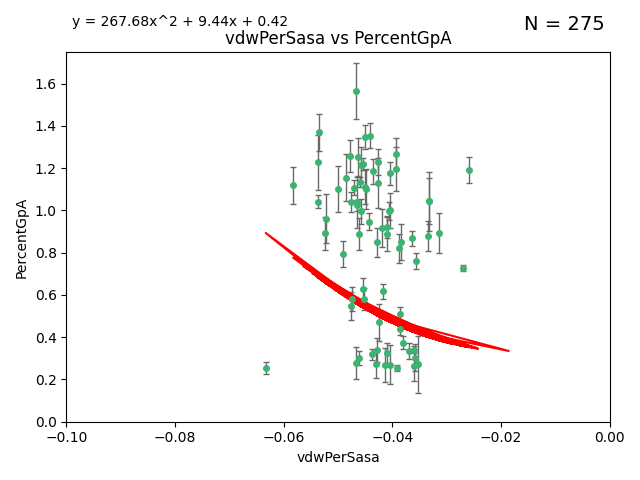 y = 267.68x^2 + 9.44x + 0.42
N = 275
vdwPerSasa vs PercentGpA
1.6
1.4
1.2
1.0
0.8
0.6
0.4
0.2
0.0
PercentGpA
−0.10 −0.08 −0.06 −0.04 −0.02 0.00
vdwPerSasa